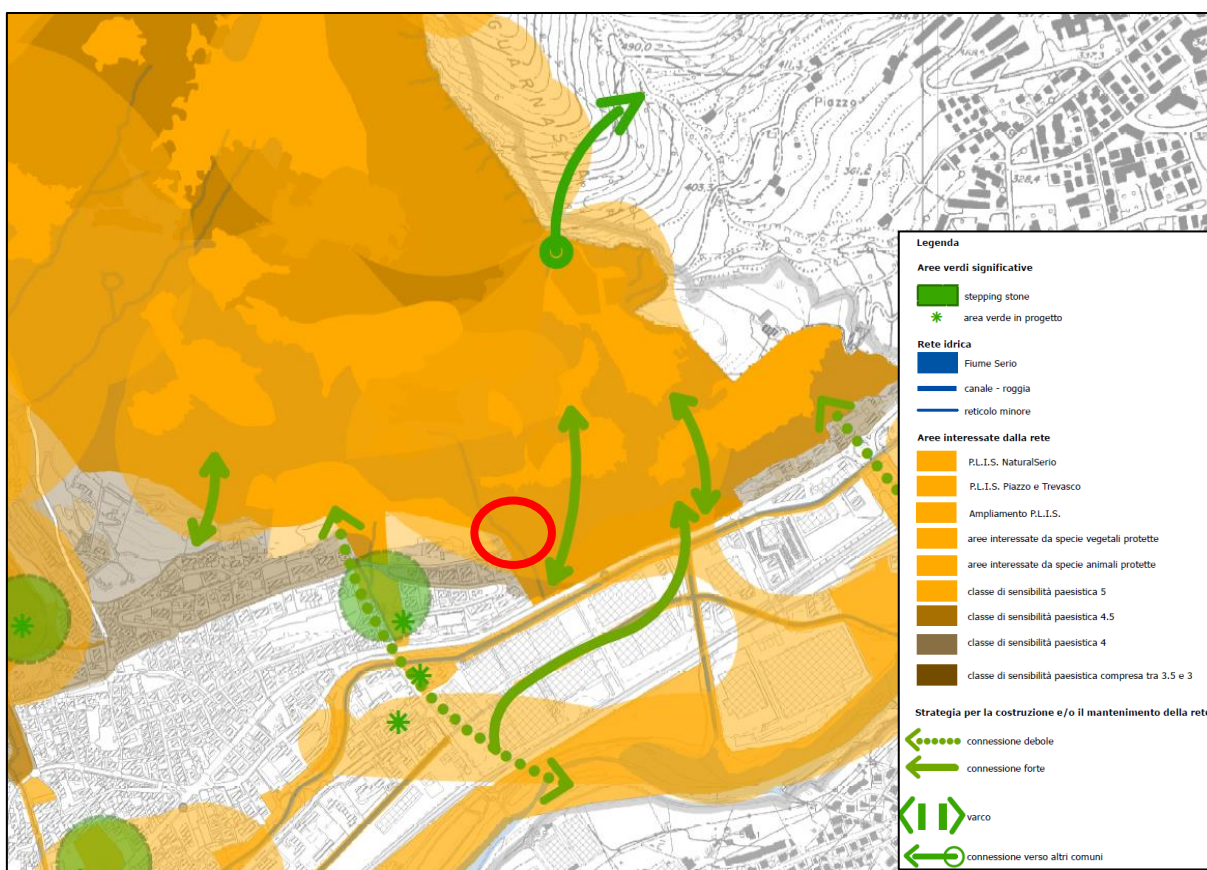 490,0
411,3
Piazzo
403,3
328,4
Legenda
Aree verdi significative
stepping stone
area verde in progetto
Rete idrica
Fiume Serio
canale - roggia
reticolo minore
Aree interessate dalla rete
P.L.I.S. NaturalSerio
P.L.I.S. Piazzo e Trevasco
Ampliamento P.L.I.S.
aree interessate da specie vegetali protette
aree interessate da specie animali protette
classe di sensibilità paesistica 5
classe di sensibilità paesistica 4.5
classe di sensibilità paesistica 4
classe di sensibilità paesistica compresa tra 3.5 e 3
Strategia per la costruzione e/o il mantenimento della rete
connessione debole
connessione forte
varco
connessione verso altri comuni